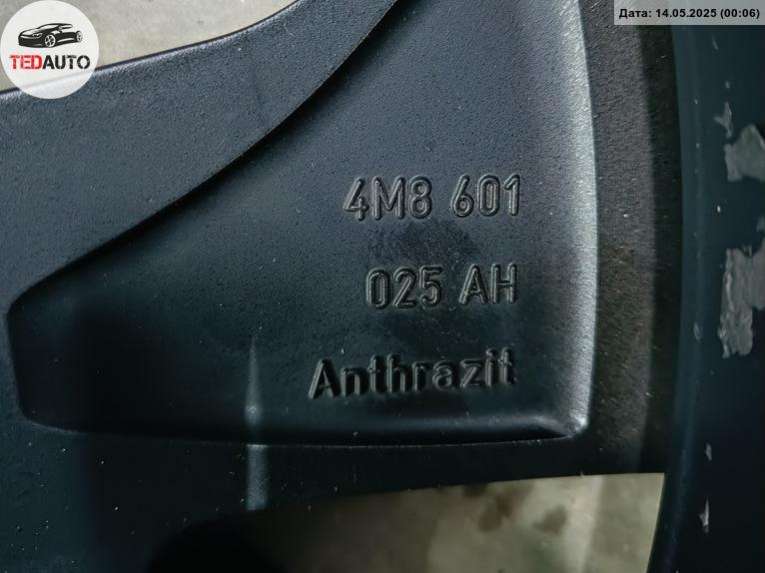 Дата: 14.05.2025 (00:06)
TEDAUTO
4M8 601
025 AH
Anthrazit